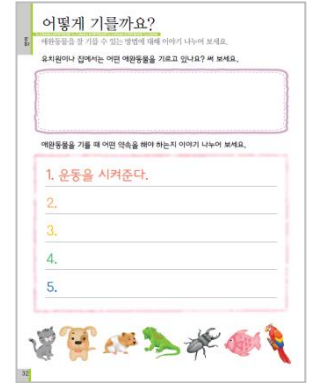 어떻게 기를까요?
애완동물을 잘 기를 수 있는 방법에 대해 이야기 나누어 보세요.
유치원이나 집에서는 어떤 애완동물을 기르고 있나요? 써 보세요.
애완동물을 기를 때 어떤 약속을 해야 하는지 이야기 나누어 보세요.
1. 운동을 시켜준다.
2.
3.
4.
5.
32